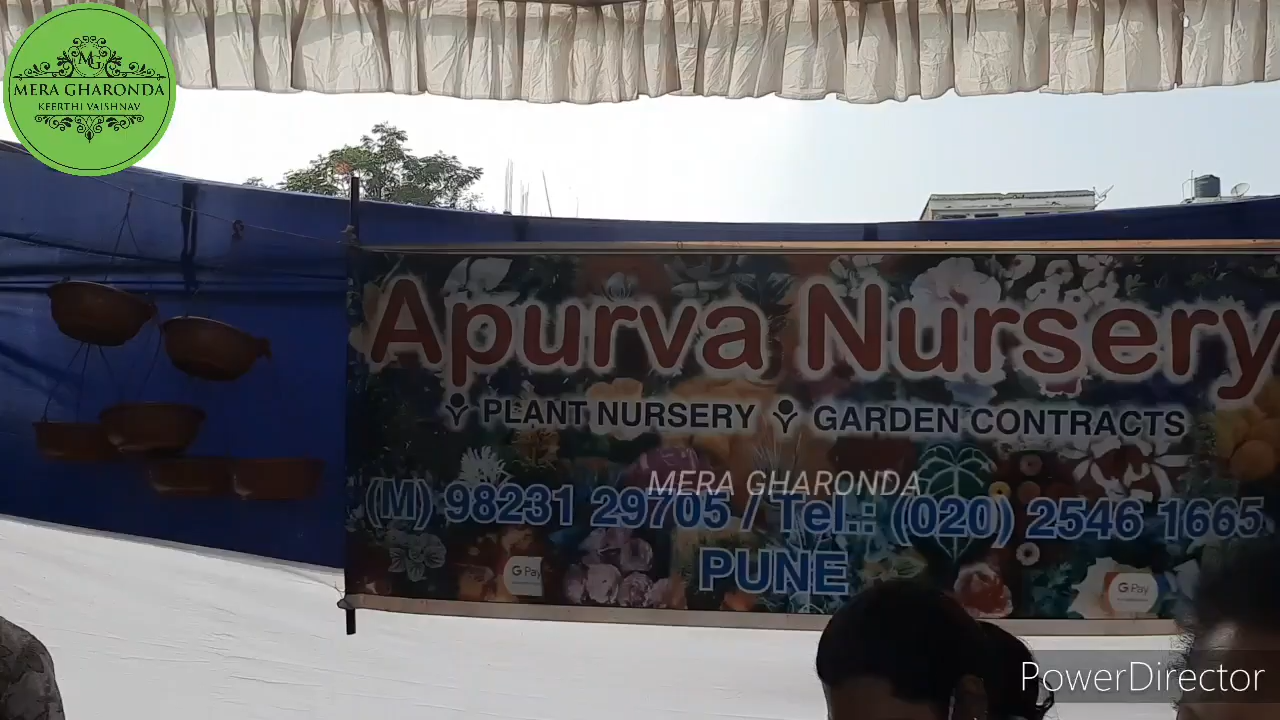 MG
MERA GHARONDA
KEERTHI VAISHNAV
Apurva Nursery
PLANT NURSERY GARDEN CONTRACTS
MERA GHARONDA
(M) 98231 29705 / Tel.: (020) 2546 1665
PUNE
G Pay
G Pay
PowerDirector